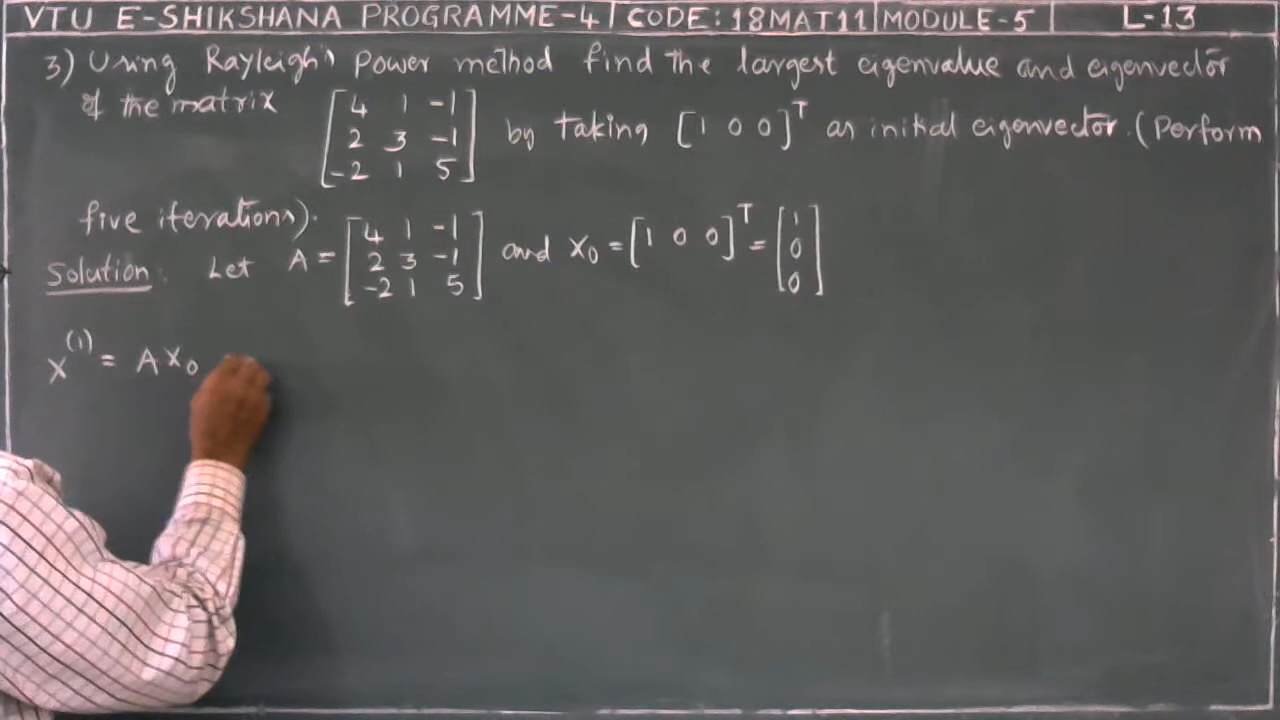 VTU E-SHIKSHANA PROGRAMME-4 | CODE: 18MAT11 | MODULE-5 | L-13
3) Using Rayleigh's Power method find the largest eigenvalue and eigenvector
of the matrix [4 1 -1; 2 3 -1; -2 1 5] by taking [1 0 0]^T as initial eigenvector. (Perform
five iterations).
Solution: Let A = [4 1 -1; 2 3 -1; -2 1 5] and X₀ = [1 0 0]^T = [1; 0; 0]
X^(1) = A X₀